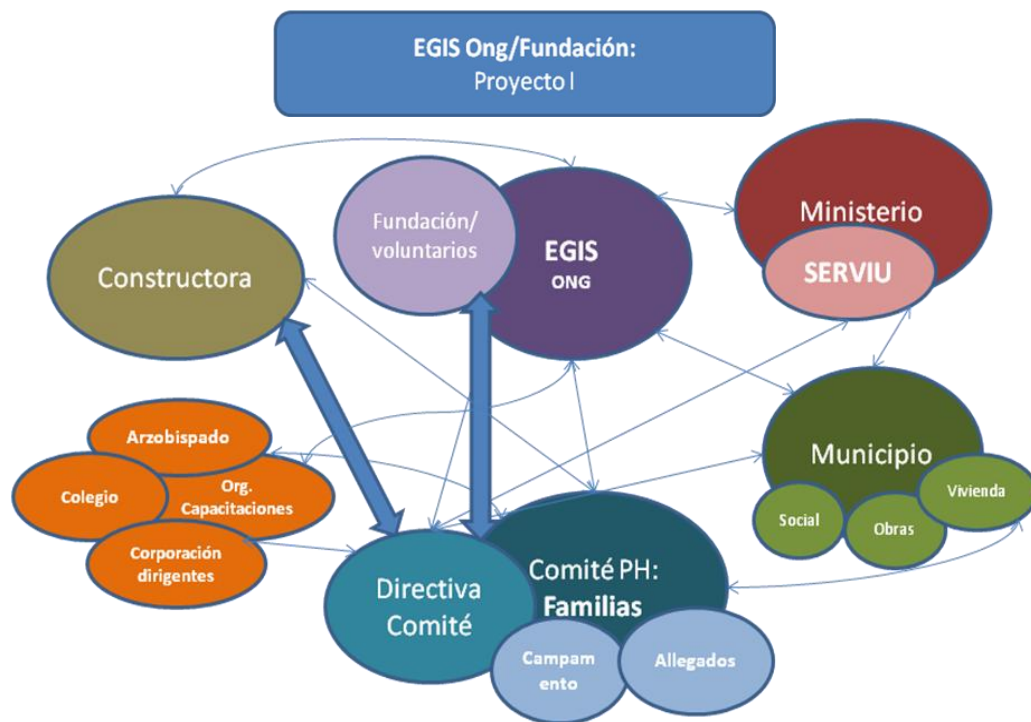 EGIS Ong/Fundación:
Proyecto I
Fundación/
voluntarios
EGIS
ONG
Ministerio
SERVIU
Constructora
Arzobispado
Colegio
Org.
Capacitaciones
Corporación
dirigentes
Municipio
Vivienda
Social
Obras
Directiva
Comité
Comité PH:
Familias
Campam
ento
Allegados